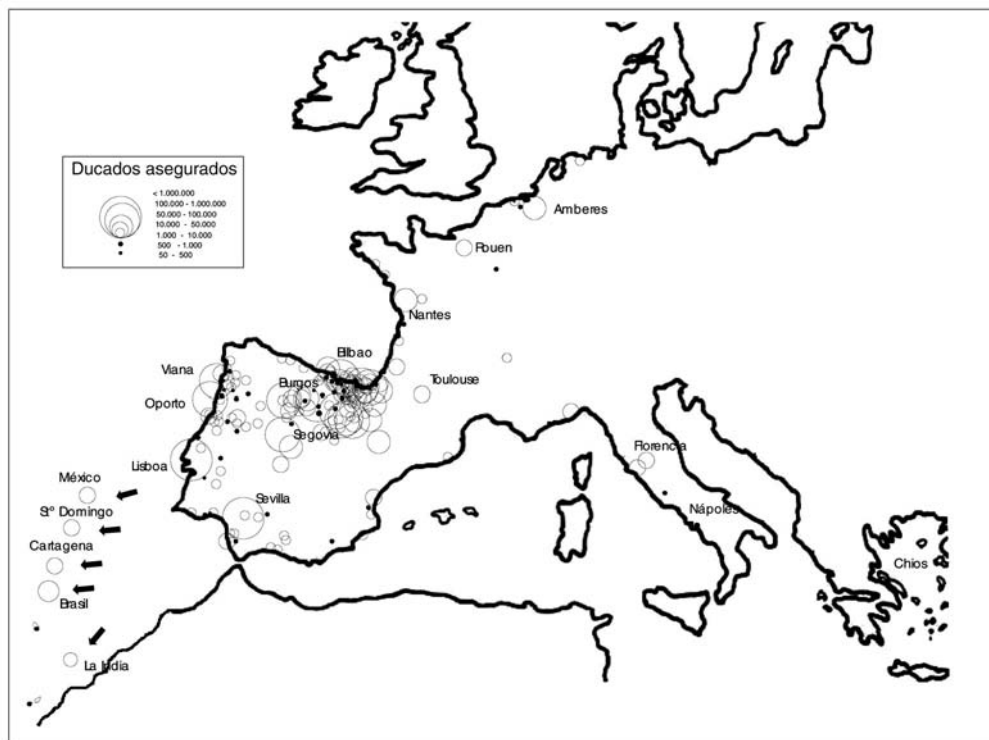 Ducados asegurados
< 1.000.000
100.000 - 1.000.000
50.000 - 100.000
10.000 - 50.000
1.000 - 10.000
500 - 1.000
50 - 500
Amberes
Rouen
Nantes
Bilbao
Viana
Burgos
Toulouse
Oporto
Segovia
Florencia
Lisboa
México
Sevilla
Stº Domingo
Nápoles
Cartagena
Chios
Brasil
La India